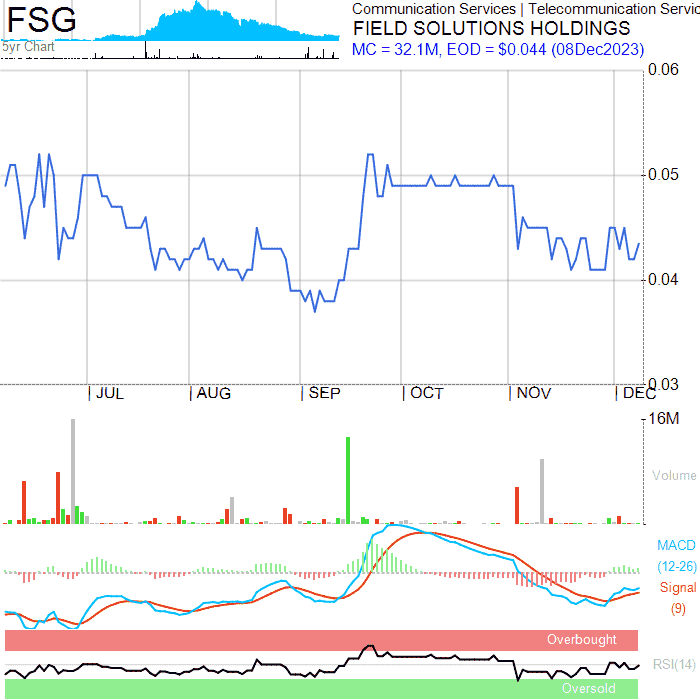 FSG
5yr Chart
Communication Services | Telecommunication Servic
FIELD SOLUTIONS HOLDINGS
MC = 32.1M, EOD = $0.044 (08Dec2023)
0.06
0.05
0.04
0.03
JUL
AUG
SEP
OCT
NOV
DEC
16M
Volume
MACD
(12-26)
Signal
(9)
Overbought
RSI(14)
Oversold